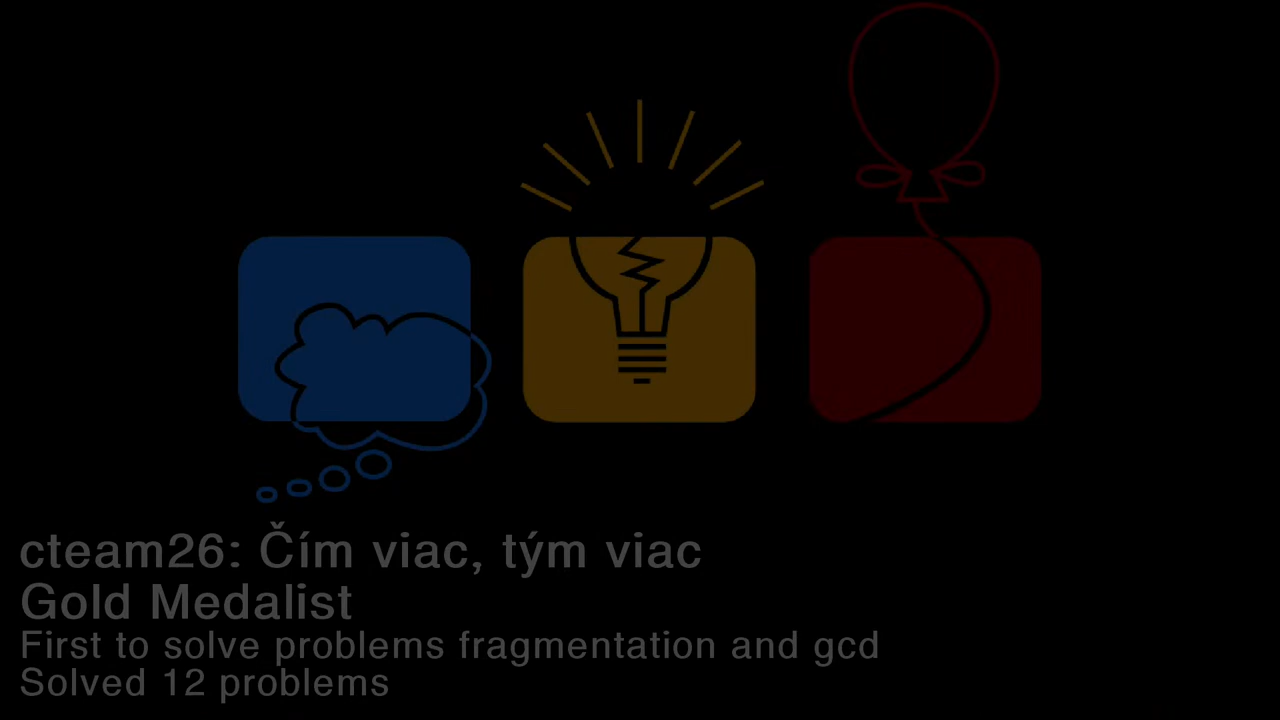 cteam26: Čím viac, tým viac
Gold Medalist
First to solve problems fragmentation and gcd
Solved 12 problems